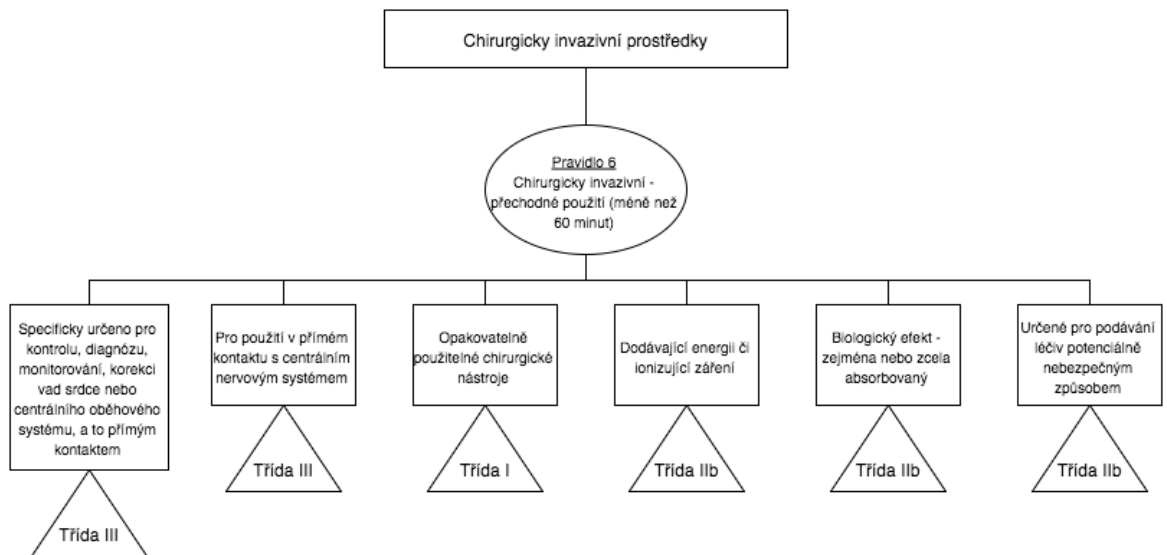 Chirurgicky invazivní prostředky
Pravidlo 6
Chirurgicky invazivní -
přechodné použití (méně než
60 minut)
Specificky určeno pro
kontrolu, diagnózu,
monitorování, korekci
vad srdce nebo
centrálního oběhového
systému, a to přímým
kontaktem
Třída III
Pro použití v přímém
kontaktu s centrálním
nervovým systémem
Třída III
Opakovatelně
použitelné chirurgické
nástroje
Třída I
Dodávající energii či
ionizující záření
Třída IIb
Biologický efekt -
zejména nebo zcela
absorbovaný
Třída IIb
Určené pro podávání
léčiv potenciálně
nebezpečným
způsobem
Třída IIb